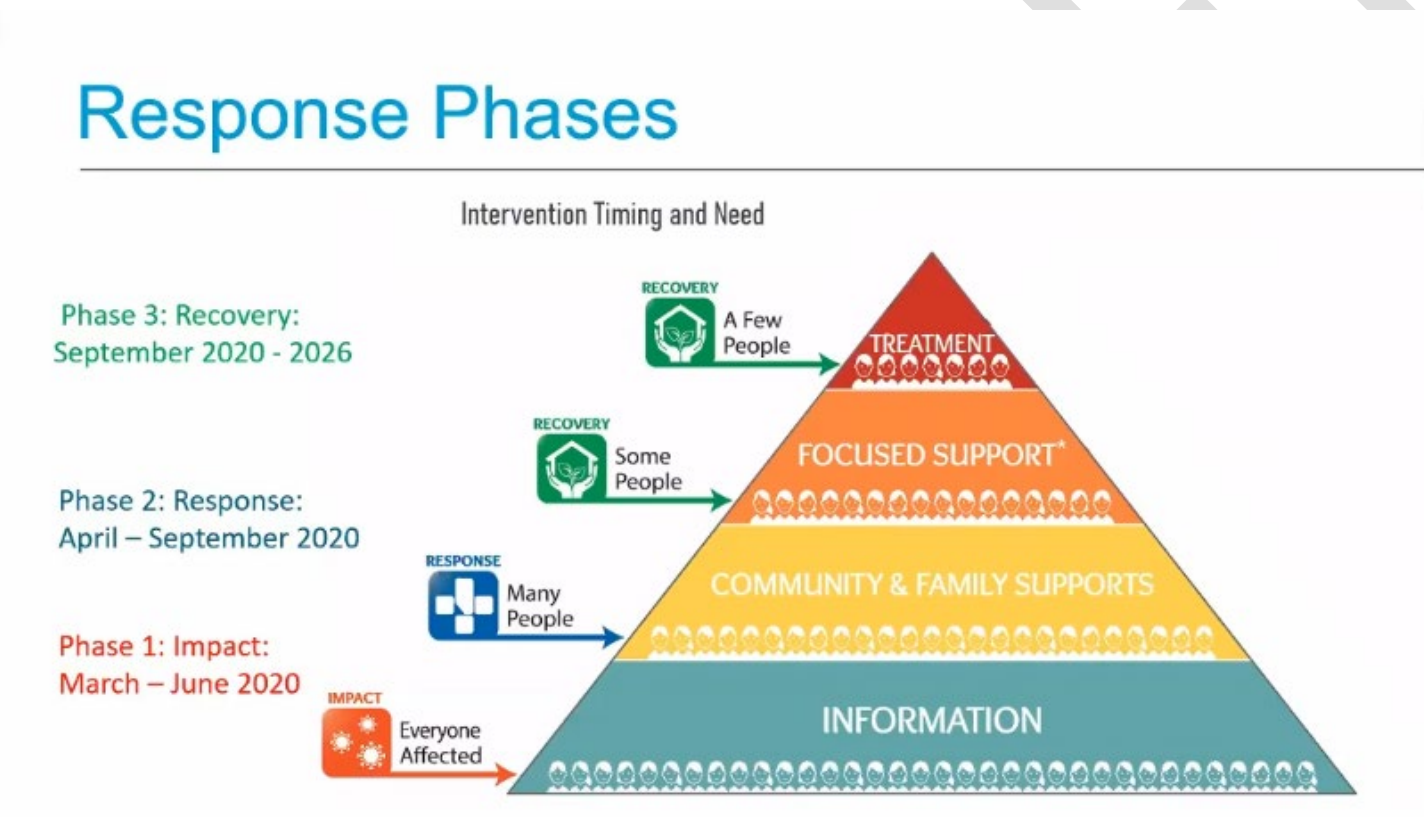 Response Phases
Intervention Timing and Need
Phase 3: Recovery:
September 2020 - 2026
RECOVERY
A Few
People
TREATMENT
RECOVERY
Some
People
FOCUSED SUPPORT*
Phase 2: Response:
April – September 2020
RESPONSE
Many
People
COMMUNITY & FAMILY SUPPORTS
Phase 1: Impact:
March – June 2020
IMPACT
Everyone
Affected
INFORMATION